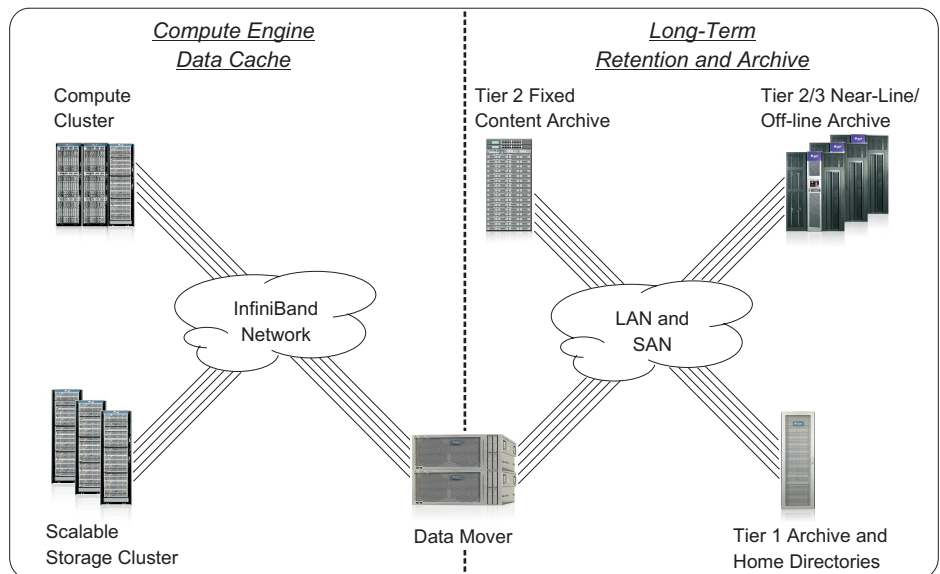 Compute Engine
Data Cache
Long-Term
Retention and Archive
Compute
Cluster
Tier 2 Fixed
Content Archive
Tier 2/3 Near-Line/
Off-line Archive
InfiniBand
Network
LAN and
SAN
Scalable
Storage Cluster
Data Mover
Tier 1 Archive and
Home Directories